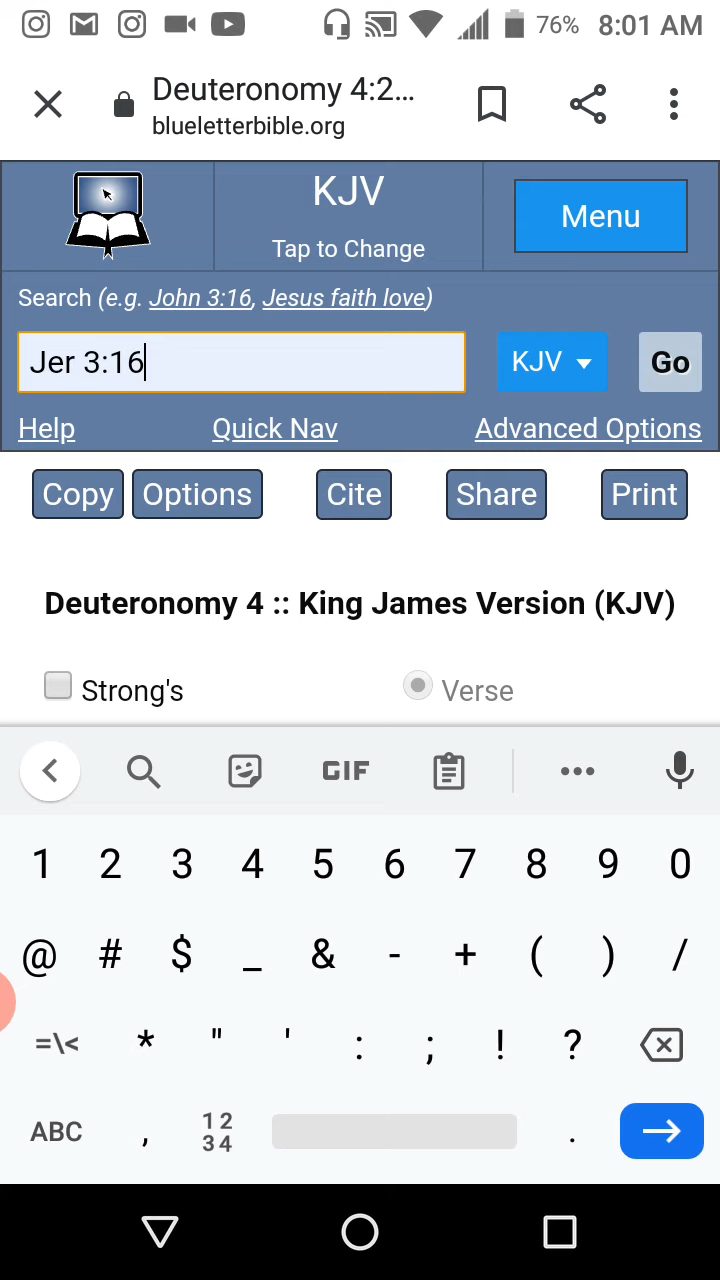 76% 8:01 AM
Deuteronomy 4:2...
blueletterbible.org
KJV
Tap to Change
Menu
Search (e.g. John 3:16, Jesus faith love)
Jer 3:16
KJV
Go
Help Quick Nav Advanced Options
Copy Options Cite Share Print
Deuteronomy 4 :: King James Version (KJV)
Strong's Verse
GIF
1 2 3 4 5 6 7 8 9 0
@ # $ _ & - + ( ) /
=\< * " ' : ; ! ?
ABC , 1 2 3 4 .